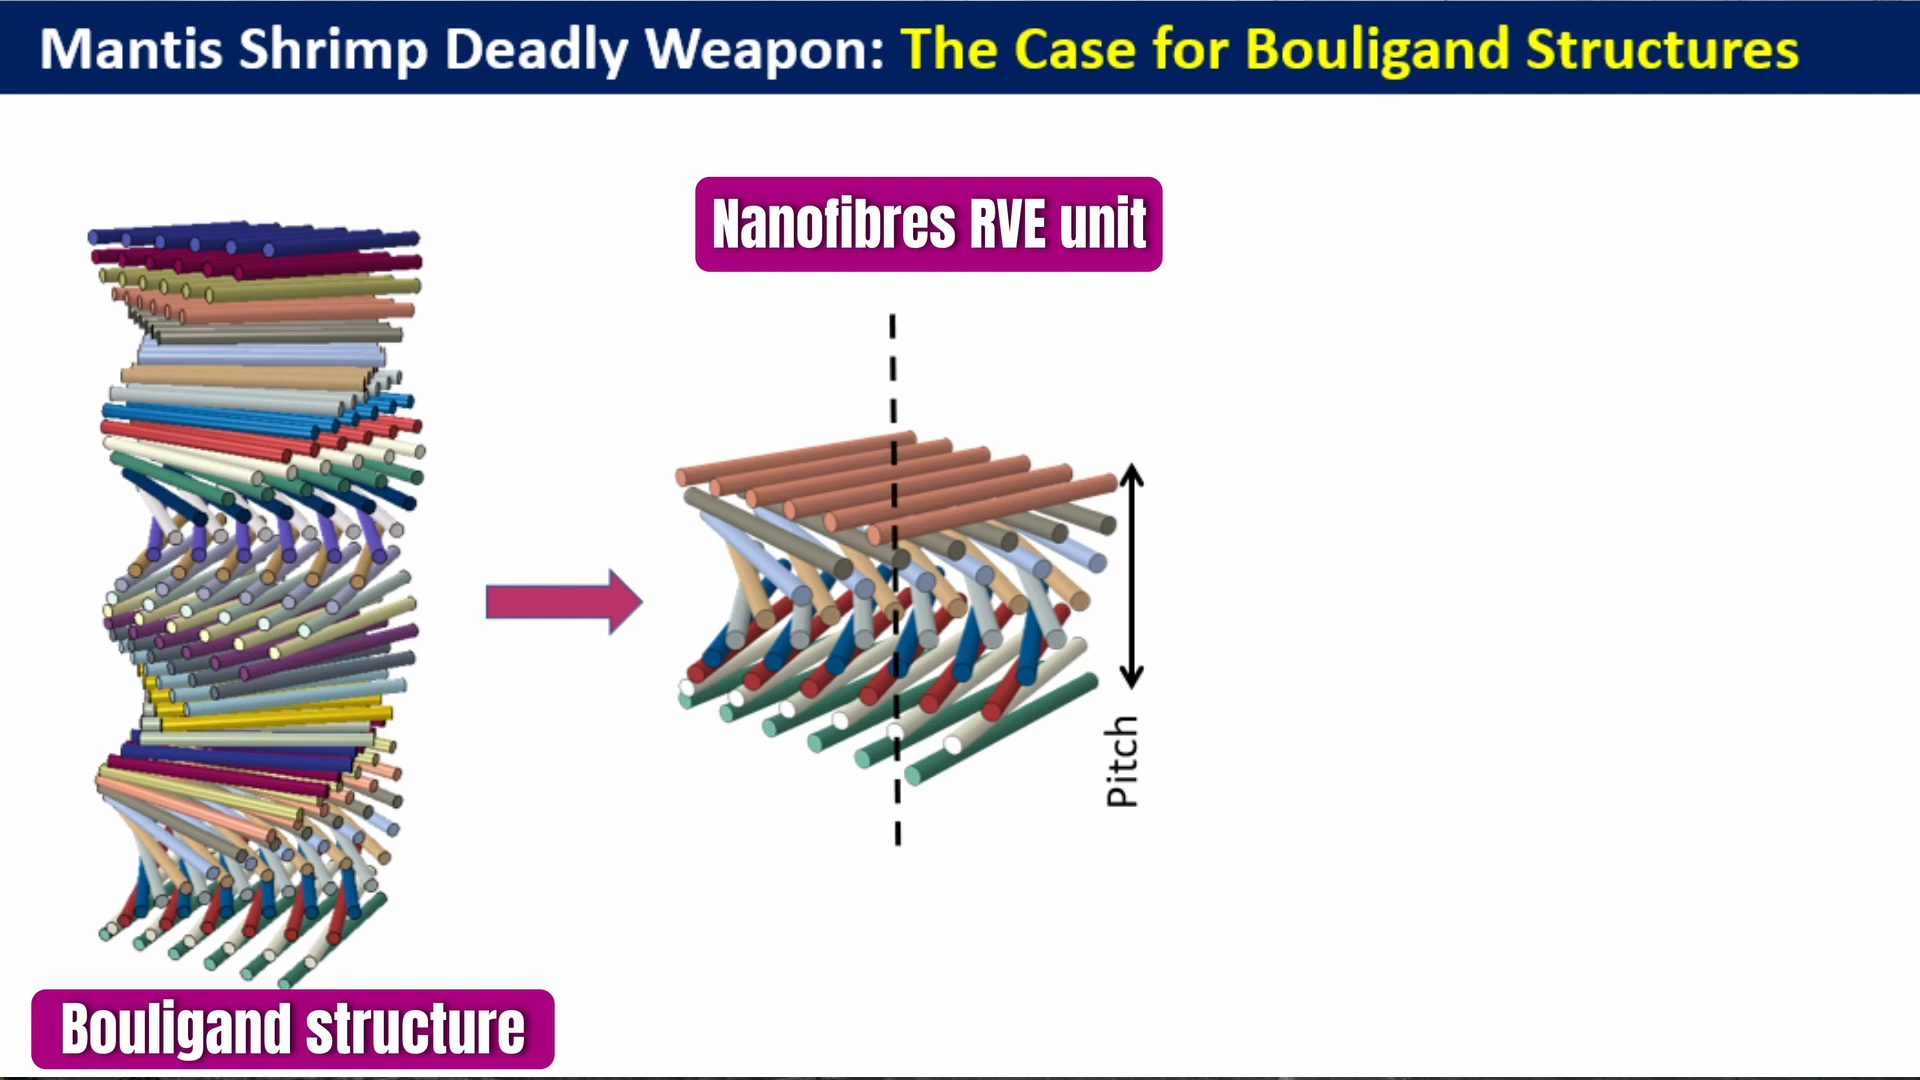 Mantis Shrimp Deadly Weapon: The Case for Bouligand Structures
Nanofibres RVE unit
Pitch
Bouligand structure